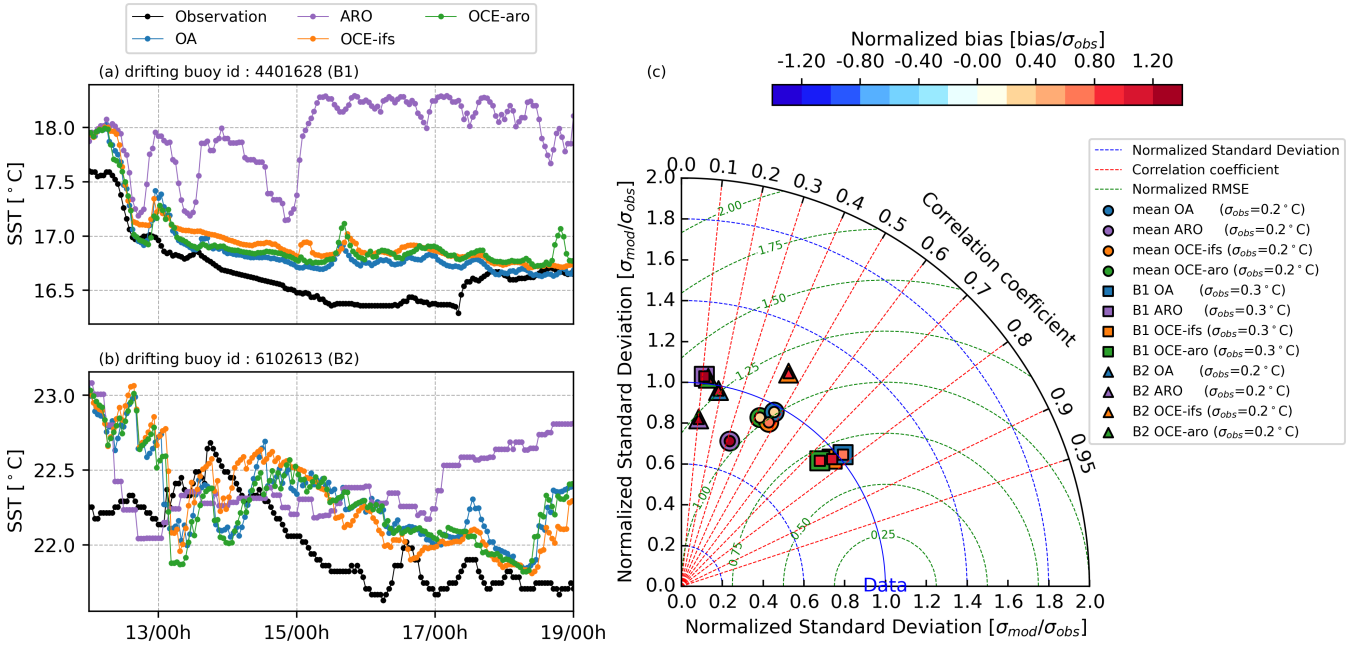 Observation ARO OCE-aro
OA OCE-ifs
(a) drifting buoy id : 4401628 (B1)
SST [°C]
18.0
17.5
17.0
16.5
(b) drifting buoy id : 6102613 (B2)
SST [°C]
23.0
22.5
22.0
13/00h 15/00h 17/00h 19/00h
(c)
Normalized bias [bias/σobs]
-1.20 -0.80 -0.40 -0.00 0.40 0.80 1.20
Normalized Standard Deviation [σmod/σobs]
2.0
1.8
1.6
1.4
1.2
1.0
0.8
0.6
0.4
0.2
0.0
0.0 0.1 0.2 0.3 0.4 0.5 0.6 0.7 0.8 0.9 0.95
Correlation coefficient
2.00
1.75
1.50
1.25
1.00
0.75
0.50
0.25
Data
0.0 0.2 0.4 0.6 0.8 1.0 1.2 1.4 1.6 1.8 2.0
Normalized Standard Deviation [σmod/σobs]
Normalized Standard Deviation
Correlation coefficient
Normalized RMSE
mean OA (σobs=0.2°C)
mean ARO (σobs=0.2°C)
mean OCE-ifs (σobs=0.2°C)
mean OCE-aro (σobs=0.2°C)
B1 OA (σobs=0.3°C)
B1 ARO (σobs=0.3°C)
B1 OCE-ifs (σobs=0.3°C)
B1 OCE-aro (σobs=0.3°C)
B2 OA (σobs=0.2°C)
B2 ARO (σobs=0.2°C)
B2 OCE-ifs (σobs=0.2°C)
B2 OCE-aro (σobs=0.2°C)